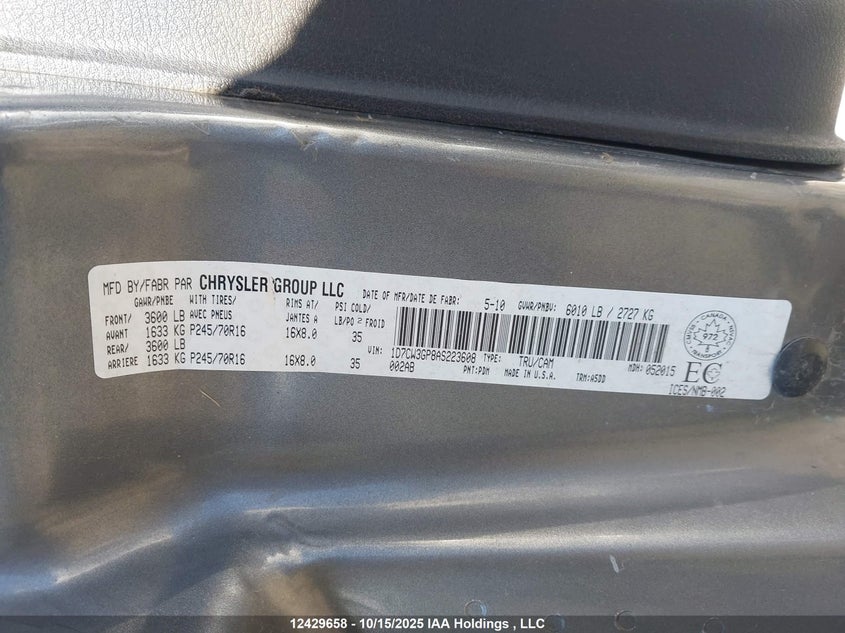 MFD BY/FABR PAR CHRYSLER GROUP LLC DATE OF MFR/DATE DE FABR: 5-10 GVWR/PNBV: 6010 LB / 2727 KG
GAWR/PNBE WITH TIRES/ RIMS AT/ PSI COLD/
FRONT/ 3600 LB AVEC PNEUS JANTES A LB/PO² FROID
AVANT 1633 KG P245/70R16 16X8.0 35
REAR/ 3600 LB
ARRIERE 1633 KG P245/70R16 16X8.0 35
VIN: 1D7CW3GP8AS223608 TYPE: TRU/CAM MDH: 052015
002AB PNT:PDM MADE IN U.S.A. TRM:A5DD
CANADA
972
EC
ICES/NMB-002
12429658 - 10/15/2025 IAA Holdings , LLC